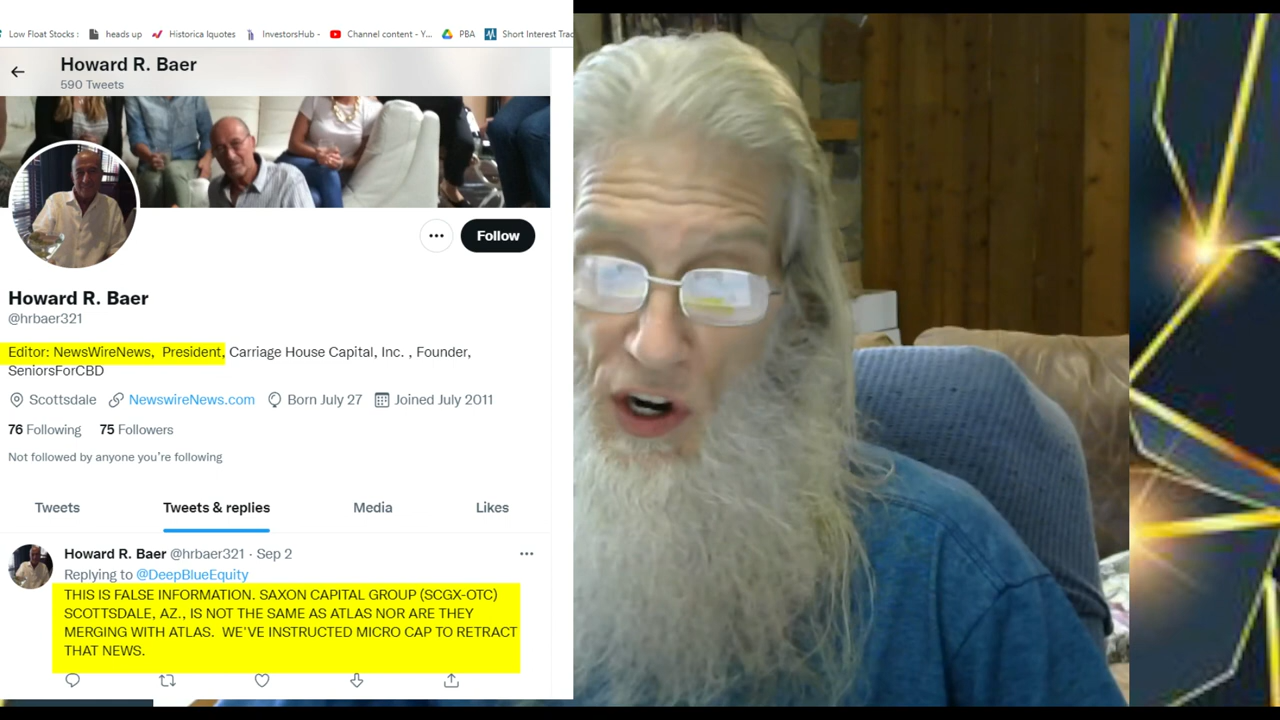 Low Float Stocks : heads up Historica lquotes InvestorsHub - Channel content - Y... PBA Short Interest Trac
Howard R. Baer
590 Tweets
Follow
Howard R. Baer
@hrbaer321
Editor: NewsWireNews, President, Carriage House Capital, Inc. , Founder,
SeniorsForCBD
Scottsdale NewswireNews.com Born July 27 Joined July 2011
76 Following 75 Followers
Not followed by anyone you're following
Tweets Tweets & replies Media Likes
Howard R. Baer @hrbaer321 · Sep 2
Replying to @DeepBlueEquity
THIS IS FALSE INFORMATION. SAXON CAPITAL GROUP (SCGX-OTC)
SCOTTSDALE, AZ., IS NOT THE SAME AS ATLAS NOR ARE THEY
MERGING WITH ATLAS. WE'VE INSTRUCTED MICRO CAP TO RETRACT
THAT NEWS.